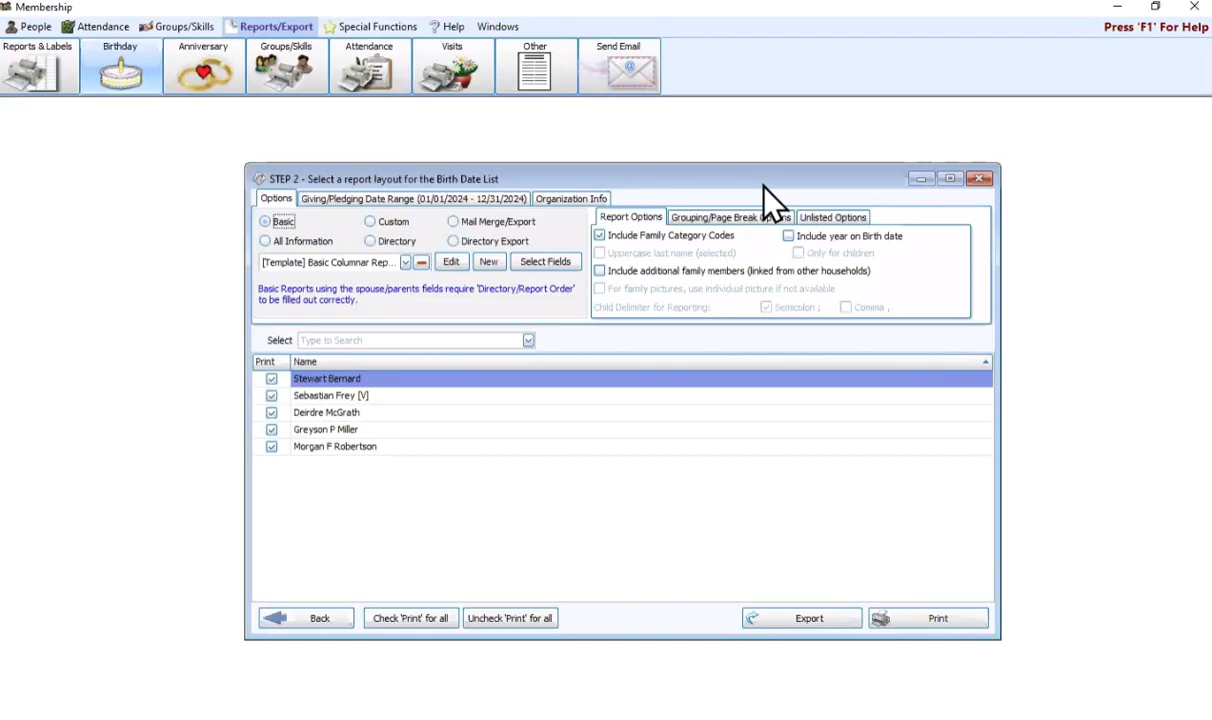 Membership
People Attendance Groups/Skills Reports/Export Special Functions Help Windows Press 'F1' For Help
Reports & Labels Birthday Anniversary Groups/Skills Attendance Visits Other Send Email
STEP 2 - Select a report layout for the Birth Date List
Options Giving/Pledging Date Range (01/01/2024 - 12/31/2024) Organization Info
Basic Custom Mail Merge/Export
All Information Directory Directory Export
[Template] Basic Columnar Rep... Edit New Select Fields
Basic Reports using the spouse/parents fields require 'Directory/Report Order'
to be filled out correctly.
Report Options Grouping/Page Break Options Unlisted Options
Include Family Category Codes Include year on Birth date
Uppercase last name (selected) Only for children
Include additional family members (linked from other households)
For family pictures, use individual picture if not available
Child Delimiter for Reporting: Semicolon ; Comma ,
Select Type to Search
Print Name
Stewart Bernard
Sebastian Frey [V]
Deirdre McGrath
Greyson P Miller
Morgan F Robertson
Back Check 'Print' for all Uncheck 'Print' for all Export Print